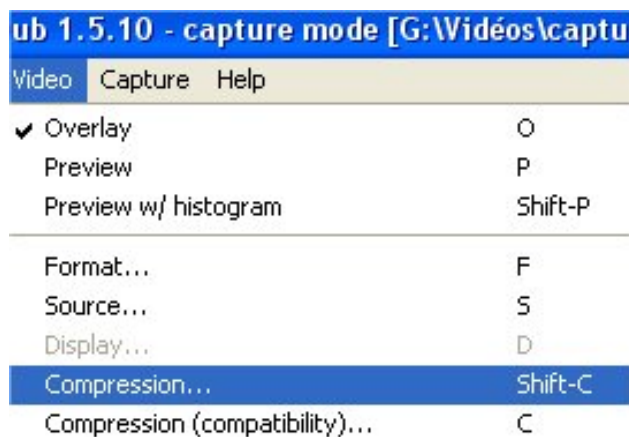 ub 1.5.10 - capture mode [G:\Vidéos\captu
Video Capture Help
Overlay O
Preview P
Preview w/ histogram Shift-P
Format... F
Source... S
Display... D
Compression... Shift-C
Compression (compatibility)... C